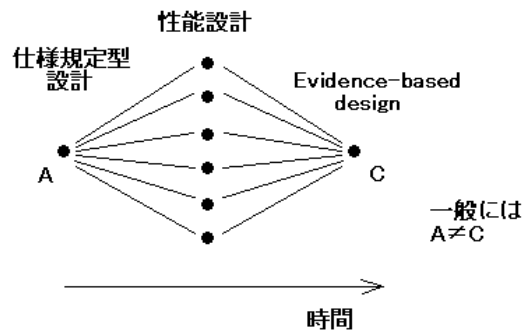 性能設計
仕様規定型
設計
Evidence-based
design
A
C
一般には
A≠C
時間